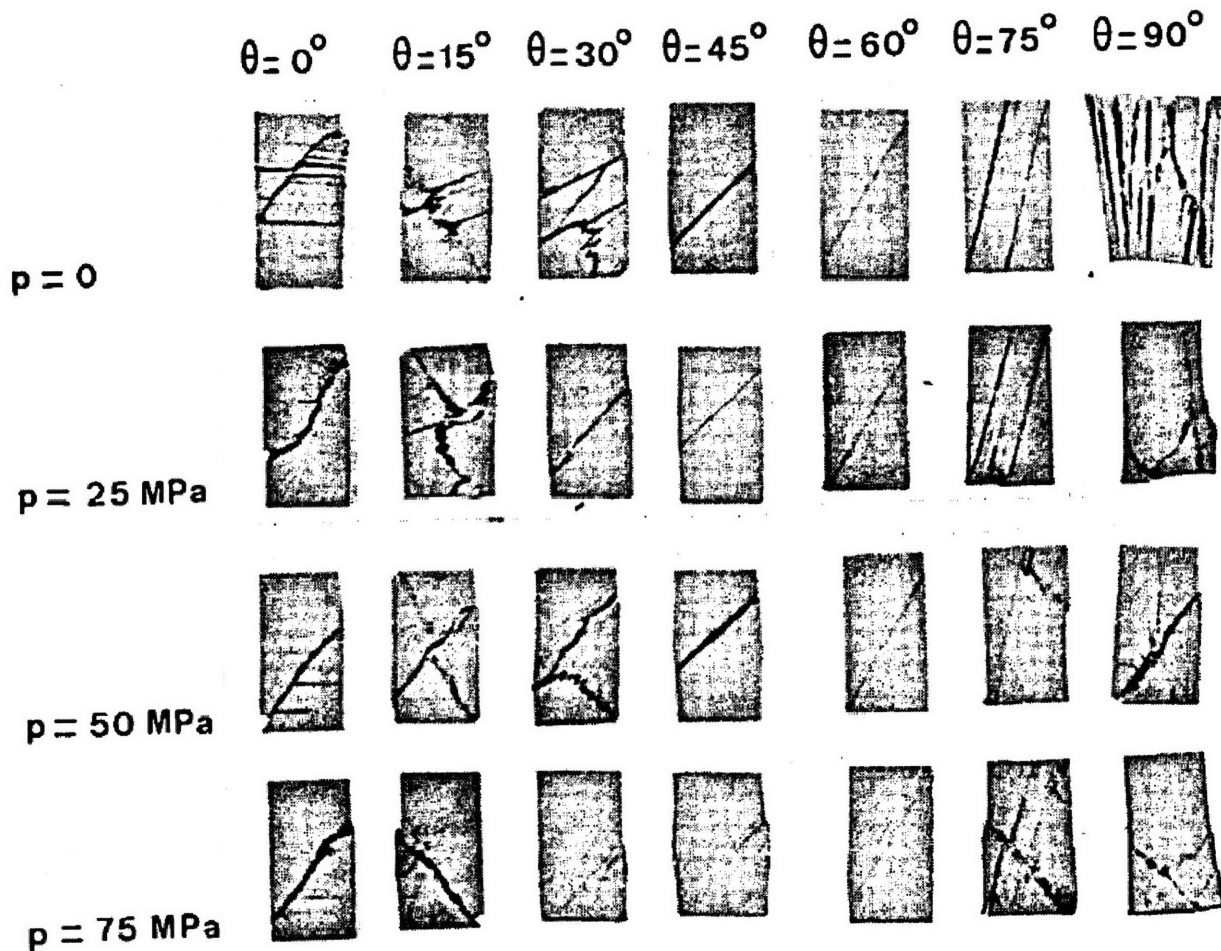 θ = 0° θ = 15° θ = 30° θ = 45° θ = 60° θ = 75° θ = 90°
p = 0
p = 25 MPa
p = 50 MPa
p = 75 MPa